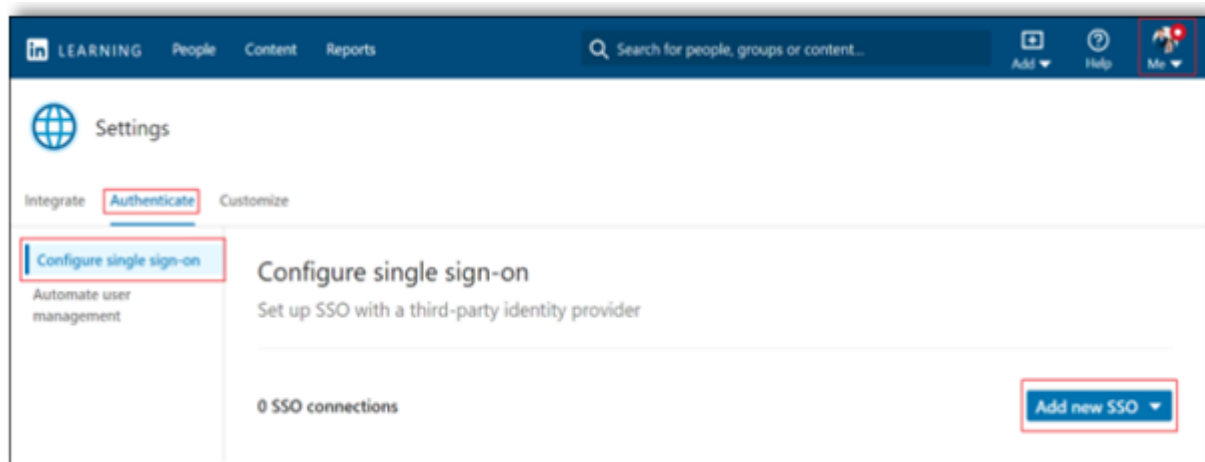 in LEARNING People Content Reports Search for people, groups or content... Add Help Me
Settings
Integrate Authenticate Customize
Configure single sign-on
Automate user
management
Configure single sign-on
Set up SSO with a third-party identity provider
0 SSO connections
Add new SSO